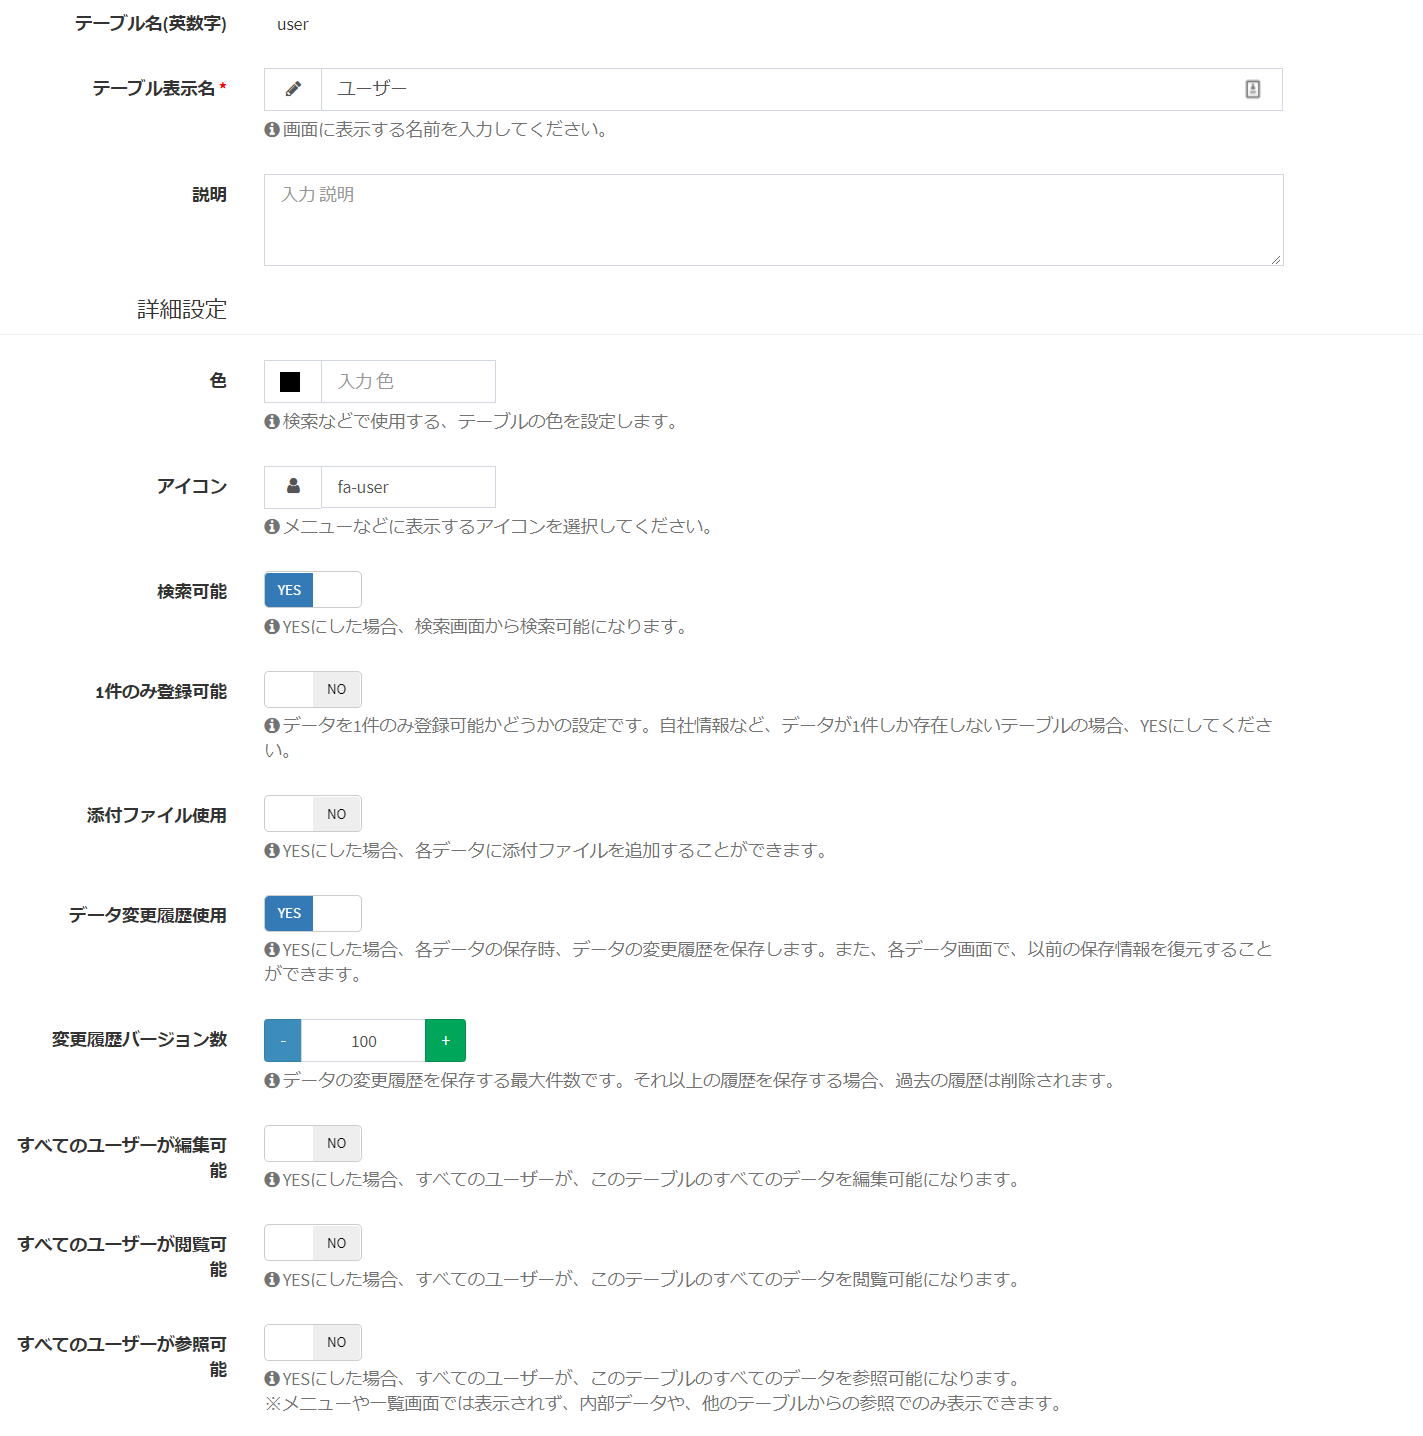 テーブル名(英数字) user
テーブル表示名 * ユーザー
画面に表示する名前を入力してください。
説明 入力 説明
詳細設定
色 入力 色
検索などで使用する、テーブルの色を設定します。
アイコン fa-user
メニューなどに表示するアイコンを選択してください。
検索可能 YES
YESにした場合、検索画面から検索可能になります。
1件のみ登録可能 NO
データを1件のみ登録可能かどうかの設定です。自社情報など、データが1件しか存在しないテーブルの場合、YESにしてくださ
い。
添付ファイル使用 NO
YESにした場合、各データに添付ファイルを追加することができます。
データ変更履歴使用 YES
YESにした場合、各データの保存時、データの変更履歴を保存します。また、各データ画面で、以前の保存情報を復元すること
ができます。
変更履歴バージョン数 - 100 +
データの変更履歴を保存する最大件数です。それ以上の履歴を保存する場合、過去の履歴は削除されます。
すべてのユーザーが編集可 NO
能
YESにした場合、すべてのユーザーが、このテーブルのすべてのデータを編集可能になります。
すべてのユーザーが閲覧可 NO
能
YESにした場合、すべてのユーザーが、このテーブルのすべてのデータを閲覧可能になります。
すべてのユーザーが参照可 NO
能
YESにした場合、すべてのユーザーが、このテーブルのすべてのデータを参照可能になります。
※メニューや一覧画面では表示されず、内部データや、他のテーブルからの参照でのみ表示できます。